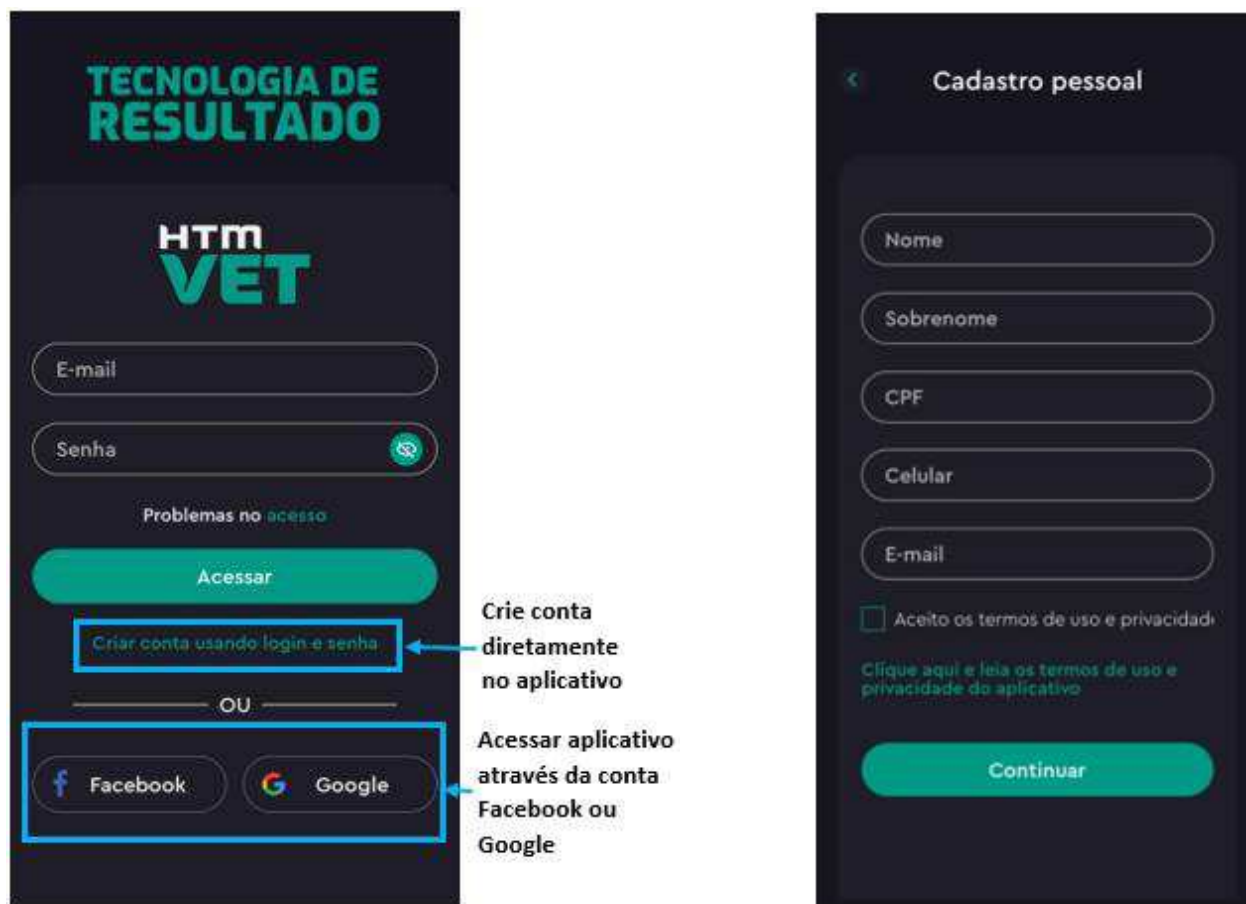 TECNOLOGIA DE
RESULTADO
HTM
VET
E-mail
Senha
Problemas no acesso
Acessar
Criar conta usando login e senha
OU
Facebook
Google
Crie conta
diretamente
no aplicativo
Acessar aplicativo
através da conta
Facebook ou
Google
Cadastro pessoal
Nome
Sobrenome
CPF
Celular
E-mail
Aceito os termos de uso e privacidad
Clique aqui e leia os termos de uso e
privacidade do aplicativo
Continuar